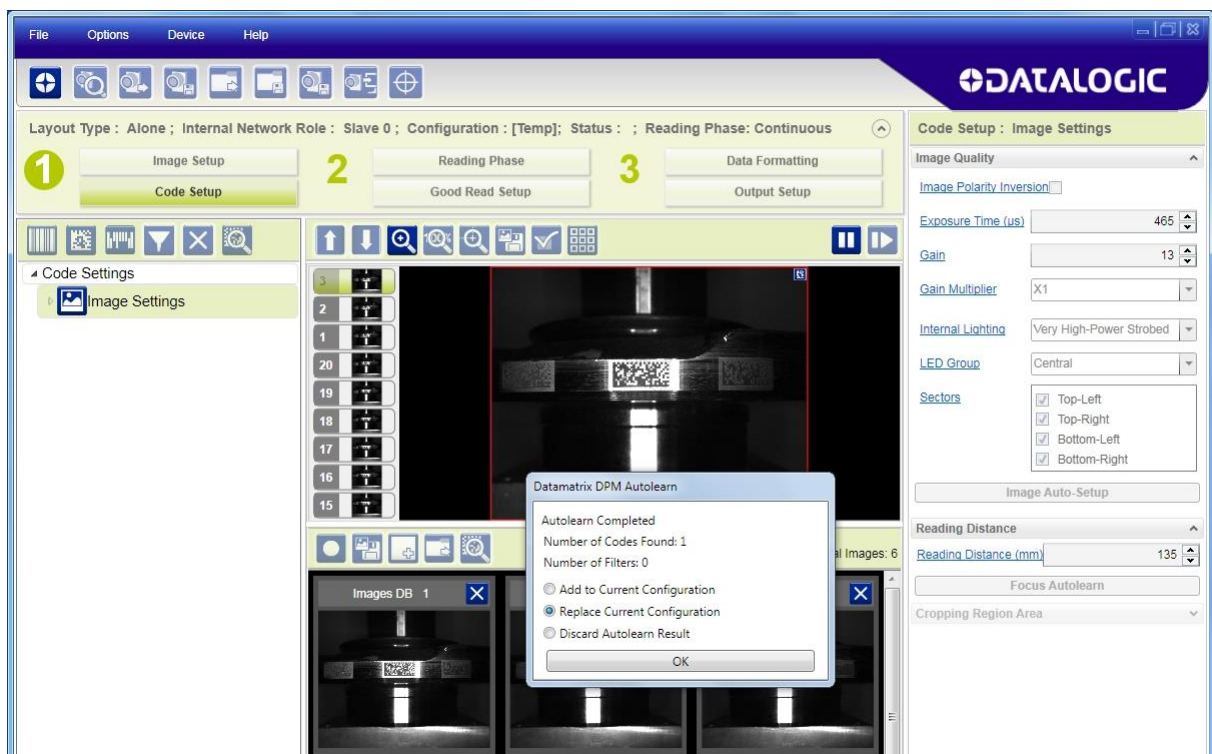 File Options Device Help
DATALOGIC
Layout Type : Alone ; Internal Network Role : Slave 0 ; Configuration : [Temp]; Status : ; Reading Phase: Continuous
1 Image Setup 2 Reading Phase 3 Data Formatting
Code Setup Good Read Setup Output Setup
Code Settings
Image Settings
3
2
1
20
19
18
17
16
15
Images DB 1
al Images: 6
Datamatrix DPM Autolearn
Autolearn Completed
Number of Codes Found: 1
Number of Filters: 0
Add to Current Configuration
Replace Current Configuration
Discard Autolearn Result
OK
Code Setup : Image Settings
Image Quality
Image Polarity Inversion
Exposure Time (us) 465
Gain 13
Gain Multiplier X1
Internal Lighting Very High-Power Strobed
LED Group Central
Sectors Top-Left
Top-Right
Bottom-Left
Bottom-Right
Image Auto-Setup
Reading Distance
Reading Distance (mm) 135
Focus Autolearn
Cropping Region Area